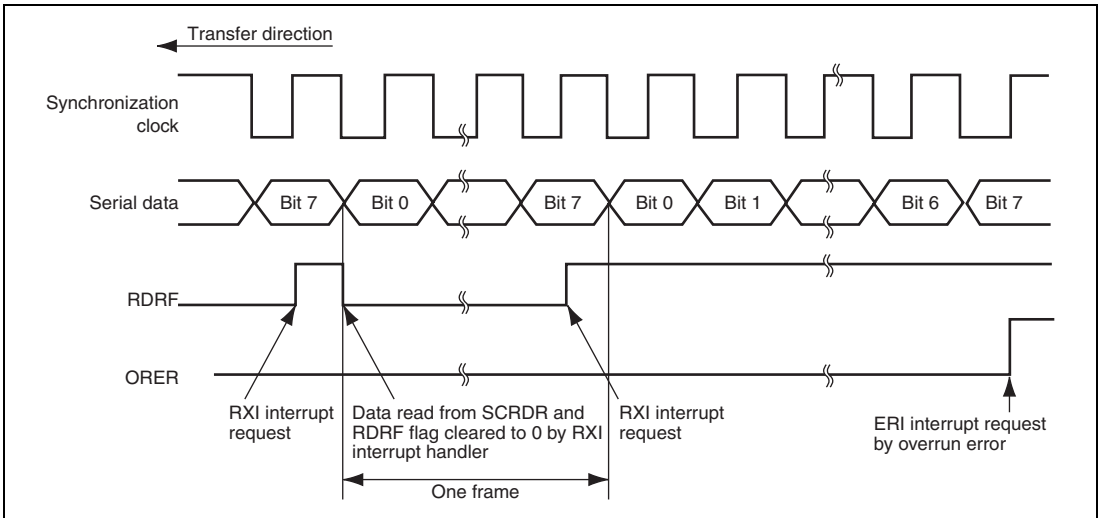 Transfer direction
Synchronization
clock
Serial data
Bit 7
Bit 0
Bit 7
Bit 0
Bit 1
Bit 6
Bit 7
RDRF
ORER
RXI interrupt
request
Data read from SCRDR and
RDRF flag cleared to 0 by RXI
interrupt handler
RXI interrupt
request
ERI interrupt request
by overrun error
One frame